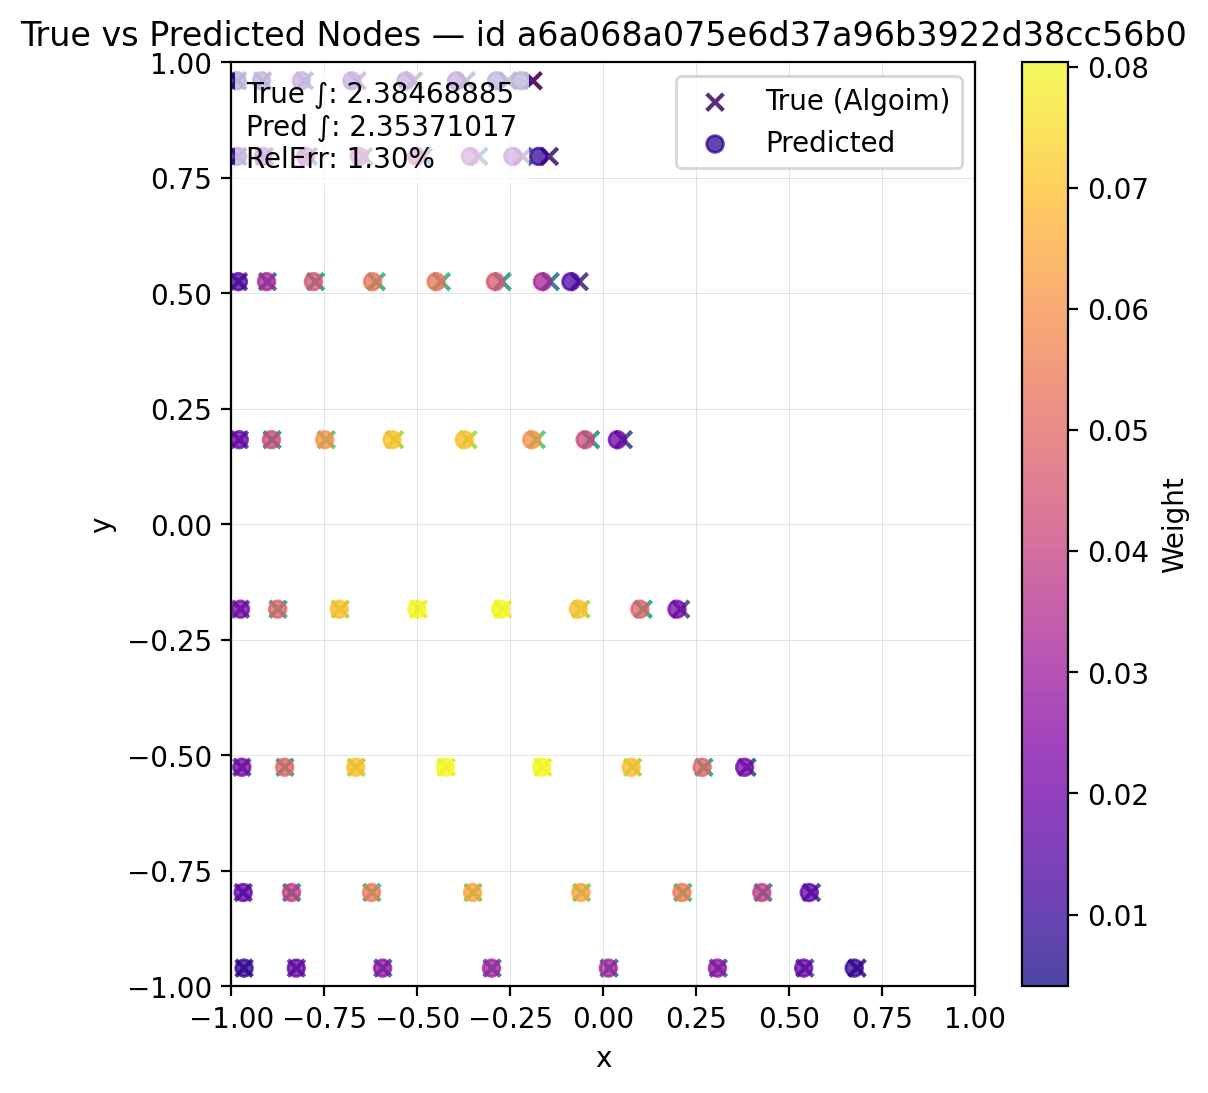 True vs Predicted Nodes — id a6a068a075e6d37a96b3922d38cc56b0
True ∫: 2.38468885
Pred ∫: 2.35371017
RelErr: 1.30%
True (Algoim)
Predicted
1.00
0.75
0.50
0.25
0.00
−0.25
−0.50
−0.75
−1.00
y
−1.00 −0.75 −0.50 −0.25 0.00 0.25 0.50 0.75 1.00
x
0.08
0.07
0.06
0.05
0.04
0.03
0.02
0.01
Weight